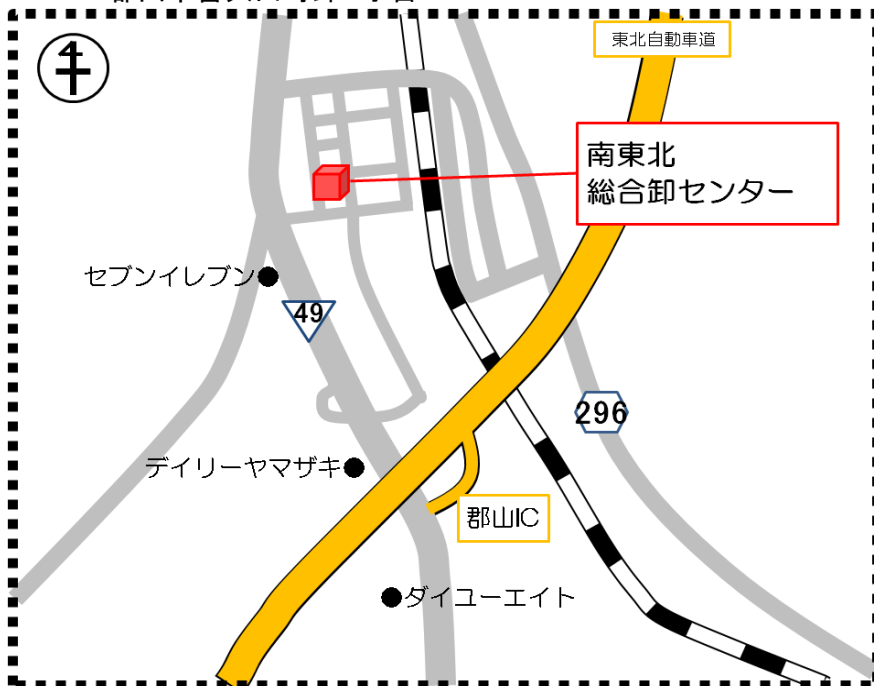 東北自動車道
南東北
総合卸センター
セブンイレブン
49
296
デイリーヤマザキ
郡山IC
ダイユーエイト